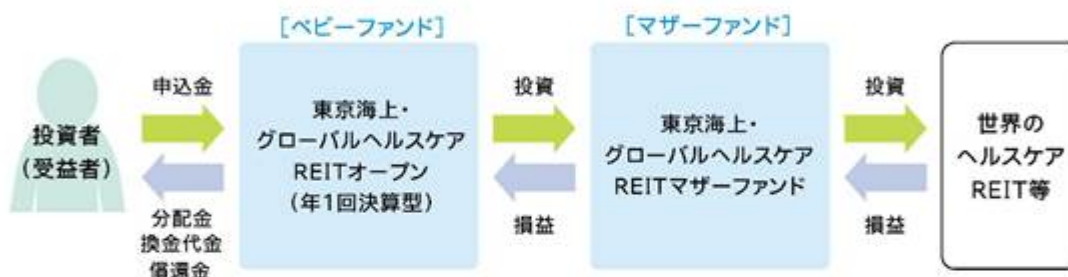 [ベビーファンド]
[マザーファンド]
投資者
(受益者)
申込金
分配金
換金代金
償還金
東京海上・
グローバルヘルスケア
REITオープン
(年1回決算型)
投資
損益
東京海上・
グローバルヘルスケア
REITマザーファンド
投資
損益
世界の
ヘルスケア
REIT等